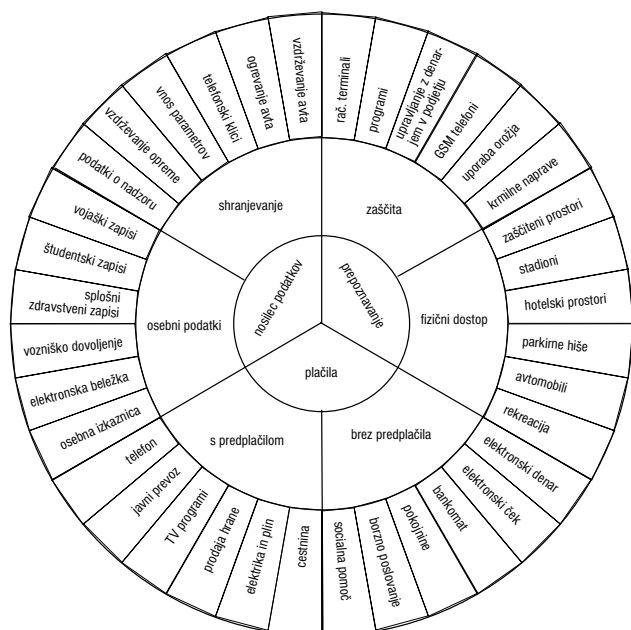 vzdrževanje avta
ogrevanje avta
telefonski klici
vnos parametrov
vzdrževanje opreme
podatki o nadzoru
vojaški zapisi
študentski zapisi
splošni
zdravstveni zapisi
vozniško dovoljenje
elektronska beležka
osebna izkaznica
telefon
javni prevoz
TV programi
prodaja hrane
elektrika in plin
cestnina
socialna pomoč
borzno poslovanje
pokojnine
bankomat
elektronski ček
elektronski denar
rekreacija
avtomobili
parkirne hiše
hotelski prostori
stadioni
zaščiteni prostori
krmilne naprave
uporaba orožja
GSM telefoni
upravljanje z denar-
jem v podjetju
programi
rač. terminali
shranjevanje
zaščita
osebni podatki
fizični dostop
s predplačilom
brez predplačila
nosilec podatkov
prepoznavanje
plačila